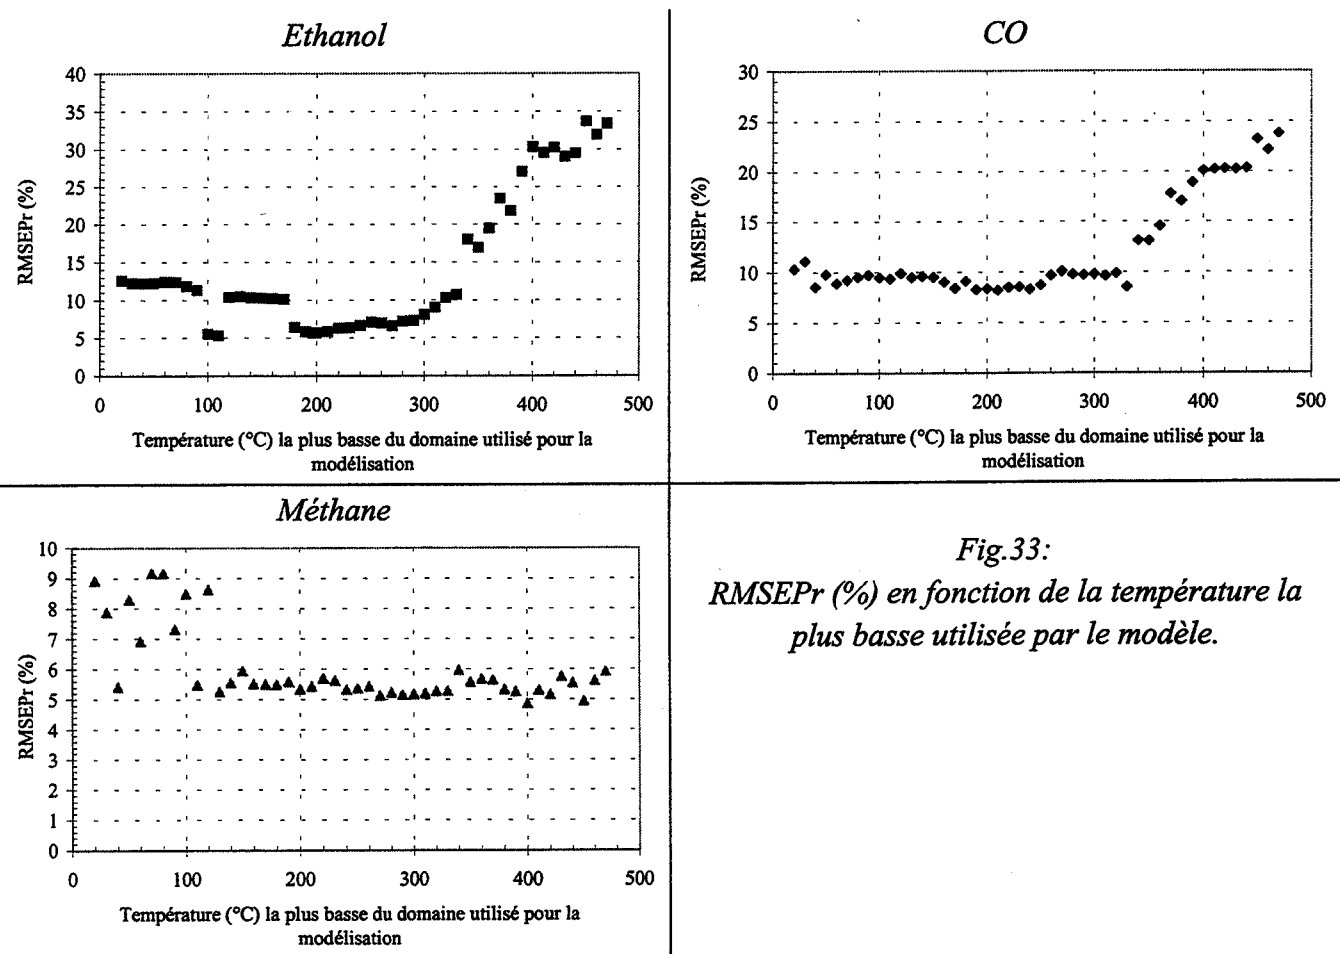 Ethanol
40
35
30
25
20
15
10
5
0
RMSEPr (%)
0 100 200 300 400 500
Température (°C) la plus basse du domaine utilisé pour la
modélisation
CO
30
25
20
15
10
5
0
RMSEPr (%)
0 100 200 300 400 500
Température (°C) la plus basse du domaine utilisé pour la
modélisation
Méthane
10
9
8
7
6
5
4
3
2
1
0
RMSEPr (%)
0 100 200 300 400 500
Température (°C) la plus basse du domaine utilisé pour la
modélisation
Fig.33:
RMSEPr (%) en fonction de la température la
plus basse utilisée par le modèle.